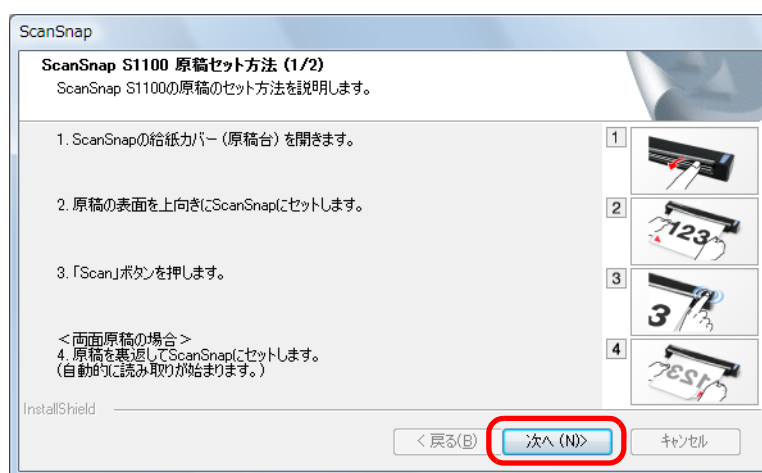 ScanSnap
ScanSnap S1100 原稿セット方法 (1/2)
ScanSnap S1100の原稿のセット方法を説明します。
1. ScanSnapの給紙カバー (原稿台) を開きます。
1
2. 原稿の表面を上向きにScanSnapにセットします。
2
123
3. 「Scan」ボタンを押します。
3
3
<両面原稿の場合>
4. 原稿を裏返してScanSnapにセットします。
(自動的に読み取りが始まります。)
4
123
InstallShield
< 戻る(B)
次へ (N)>
キャンセル